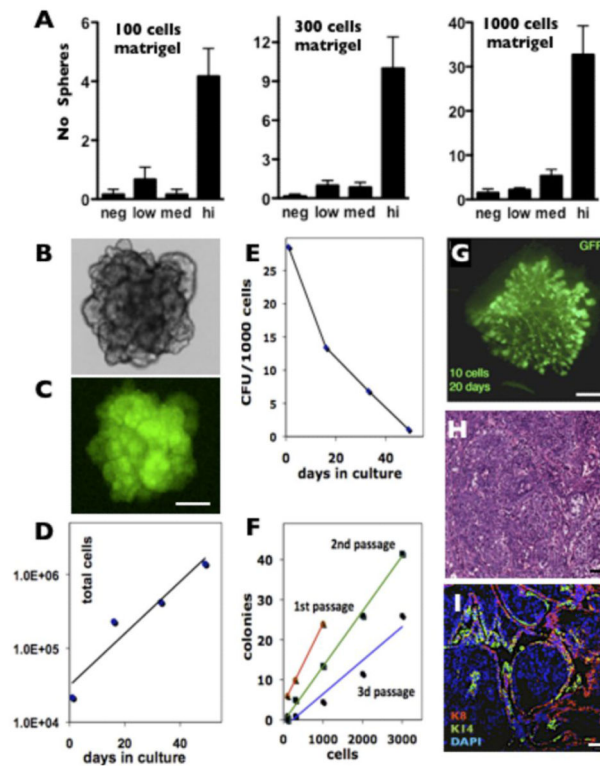 A
100 cells
matrigel
300 cells
matrigel
1000 cells
matrigel
No Spheres
6
4
2
0
neg low med hi
12
9
6
3
0
neg low med hi
40
30
20
10
0
neg low med hi
B
C
E
CFU/1000 cells
25
20
15
10
5
0
0 20 40
days in culture
G
GFP
10 cells
20 days
H
D
total cells
1.0E+06
1.0E+05
1.0E+04
0 20 40
days in culture
F
colonies
50
40
30
20
10
0
2nd passage
1st passage
3d passage
0 1000 2000 3000
cells
I
K8
K14
DAPI